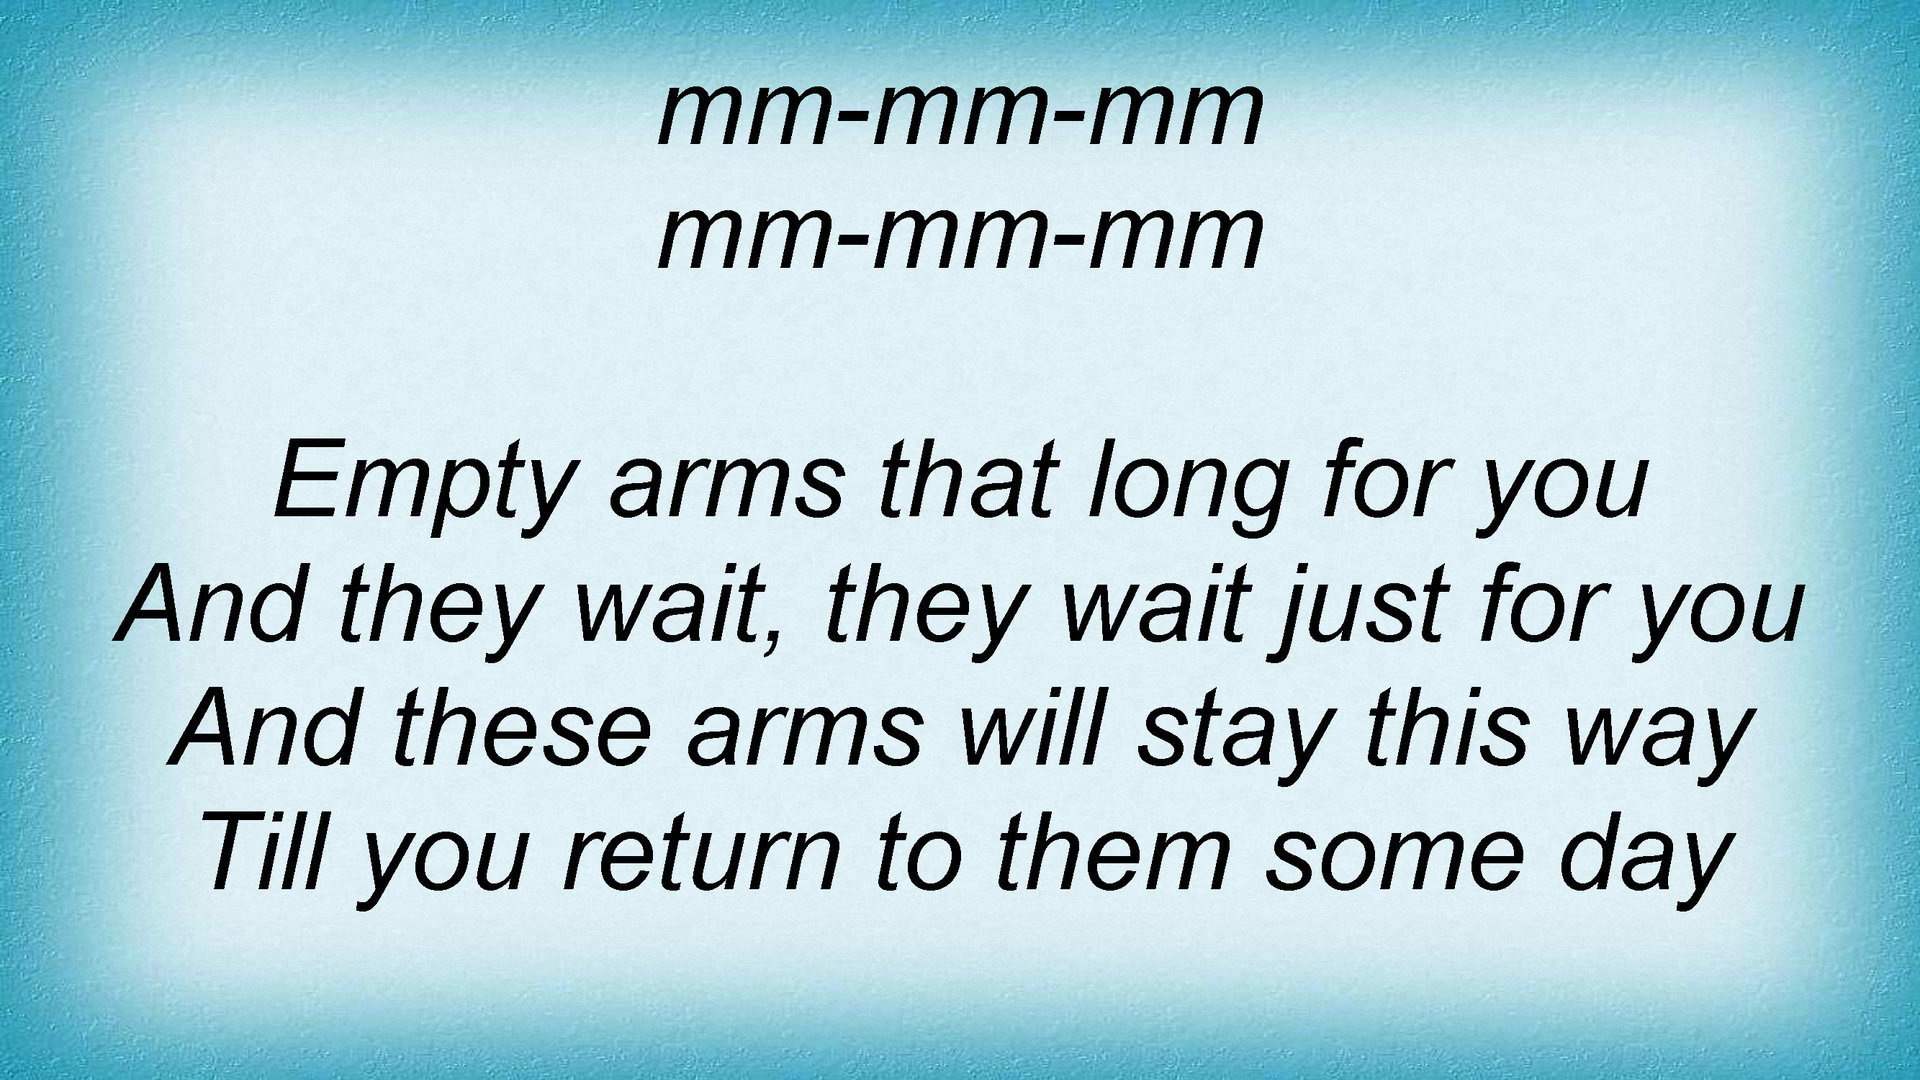 mm-mm-mm
mm-mm-mm
Empty arms that long for you
And they wait, they wait just for you
And these arms will stay this way
Till you return to them some day